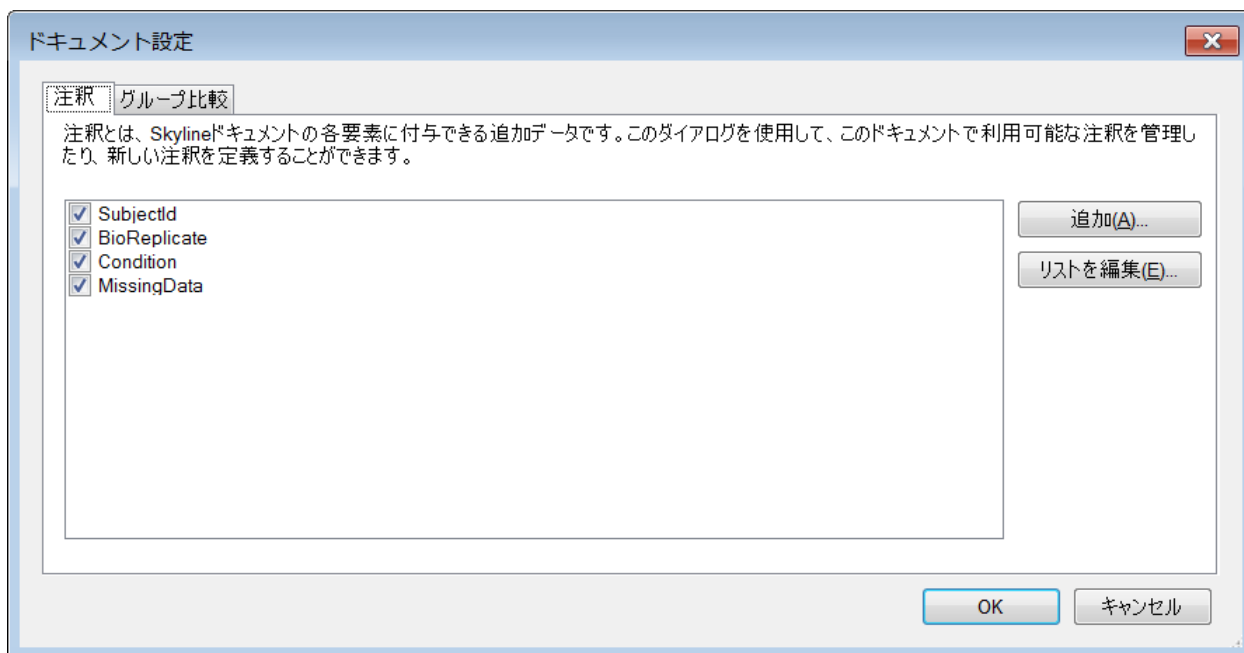 ドキュメント設定
注釈 グループ比較
注釈とは、Skylineドキュメントの各要素に付与できる追加データです。このダイアログを使用して、このドキュメントで利用可能な注釈を管理し
たり、新しい注釈を定義することができます。
SubjectId
BioReplicate
Condition
MissingData
追加(A)...
リストを編集(E)...
OK キャンセル